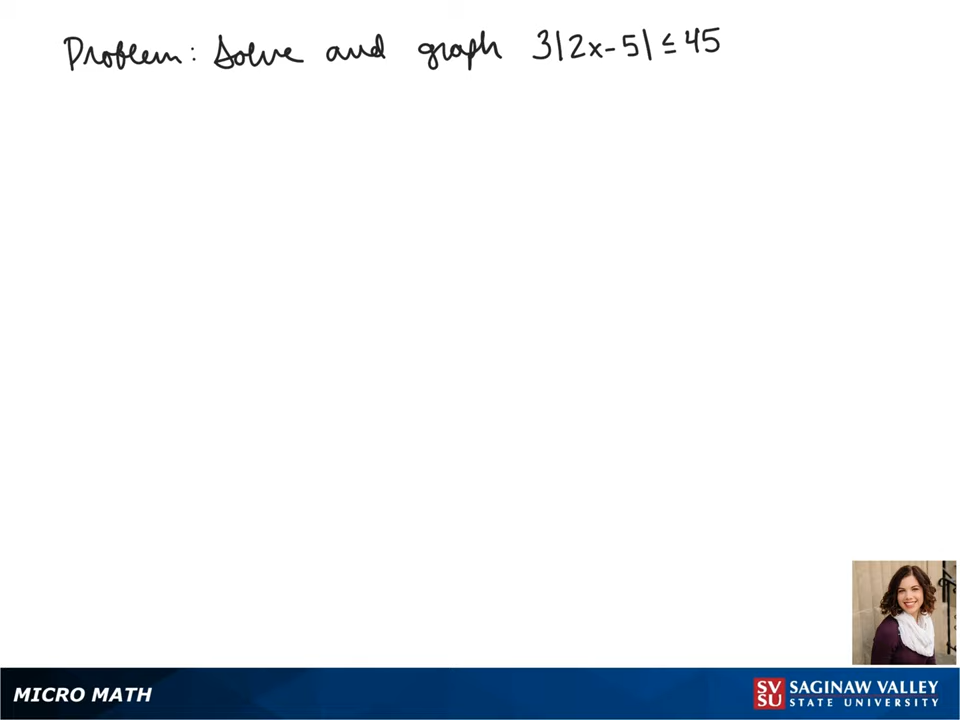 Problem: Solve and graph 3|2x-5| ≤ 45
MICRO MATH
SV
SU
SAGINAW VALLEY
STATE UNIVERSITY